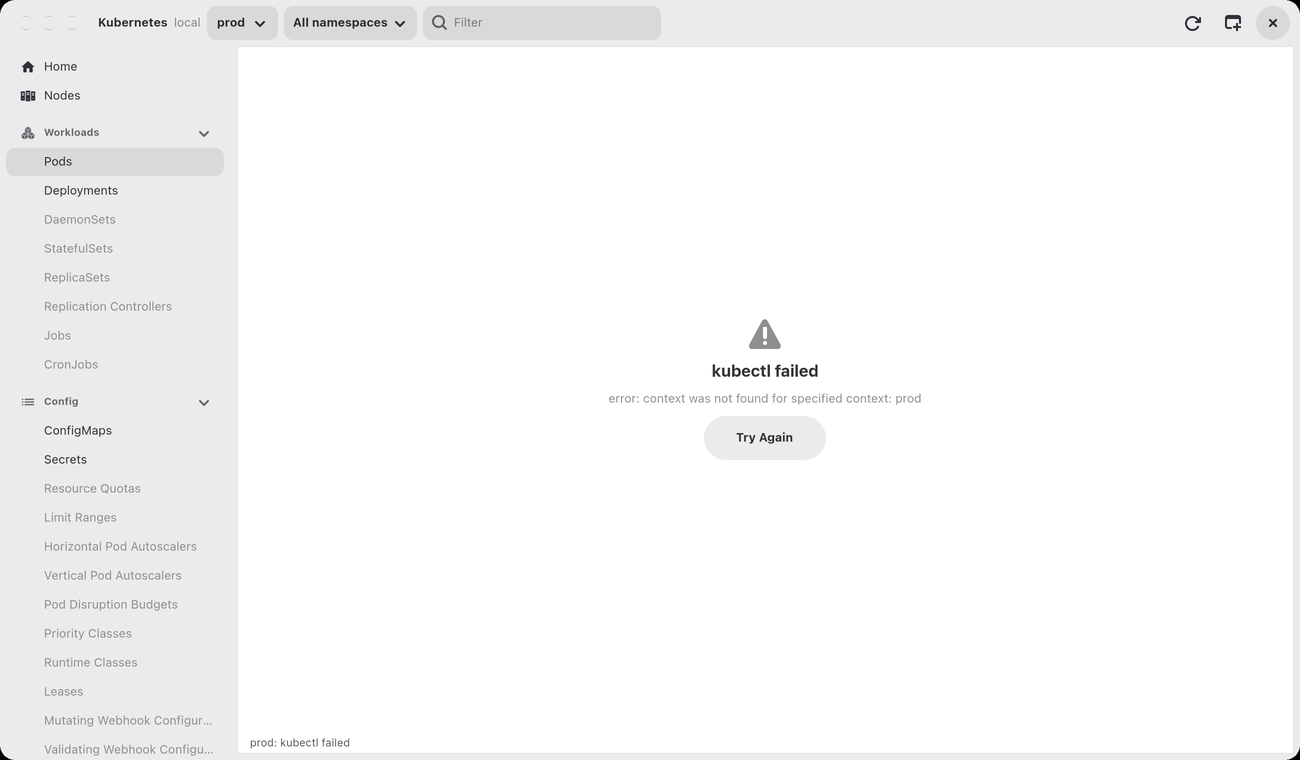 Kubernetes local prod All namespaces Filter
Home
Nodes
Workloads
Pods
Deployments
DaemonSets
StatefulSets
ReplicaSets
Replication Controllers
Jobs
CronJobs
Config
ConfigMaps
Secrets
Resource Quotas
Limit Ranges
Horizontal Pod Autoscalers
Vertical Pod Autoscalers
Pod Disruption Budgets
Priority Classes
Runtime Classes
Leases
Mutating Webhook Configur...
Validating Webhook Configu...
kubectl failed
error: context was not found for specified context: prod
Try Again
prod: kubectl failed